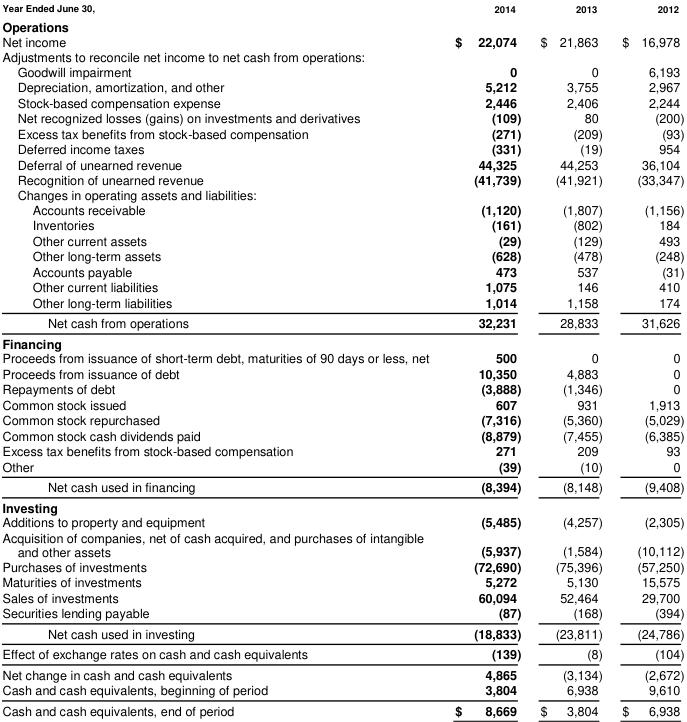 Year Ended June 30, 2014 2013 2012
Operations
Net income $ 22,074 $ 21,863 $ 16,978
Adjustments to reconcile net income to net cash from operations:
Goodwill impairment 0 0 6,193
Depreciation, amortization, and other 5,212 3,755 2,967
Stock-based compensation expense 2,446 2,406 2,244
Net recognized losses (gains) on investments and derivatives (109) 80 (200)
Excess tax benefits from stock-based compensation (271) (209) (93)
Deferred income taxes (331) (19) 954
Deferral of unearned revenue 44,325 44,253 36,104
Recognition of unearned revenue (41,739) (41,921) (33,347)
Changes in operating assets and liabilities:
Accounts receivable (1,120) (1,807) (1,156)
Inventories (161) (802) 184
Other current assets (29) (129) 493
Other long-term assets (628) (478) (248)
Accounts payable 473 537 (31)
Other current liabilities 1,075 146 410
Other long-term liabilities 1,014 1,158 174
Net cash from operations 32,231 28,833 31,626
Financing
Proceeds from issuance of short-term debt, maturities of 90 days or less, net 500 0 0
Proceeds from issuance of debt 10,350 4,883 0
Repayments of debt (3,888) (1,346) 0
Common stock issued 607 931 1,913
Common stock repurchased (7,316) (5,360) (5,029)
Common stock cash dividends paid (8,879) (7,455) (6,385)
Excess tax benefits from stock-based compensation 271 209 93
Other (39) (10) 0
Net cash used in financing (8,394) (8,148) (9,408)
Investing
Additions to property and equipment (5,485) (4,257) (2,305)
Acquisition of companies, net of cash acquired, and purchases of intangible
and other assets (5,937) (1,584) (10,112)
Purchases of investments (72,690) (75,396) (57,250)
Maturities of investments 5,272 5,130 15,575
Sales of investments 60,094 52,464 29,700
Securities lending payable (87) (168) (394)
Net cash used in investing (18,833) (23,811) (24,786)
Effect of exchange rates on cash and cash equivalents (139) (8) (104)
Net change in cash and cash equivalents 4,865 (3,134) (2,672)
Cash and cash equivalents, beginning of period 3,804 6,938 9,610
Cash and cash equivalents, end of period $ 8,669 $ 3,804 $ 6,938